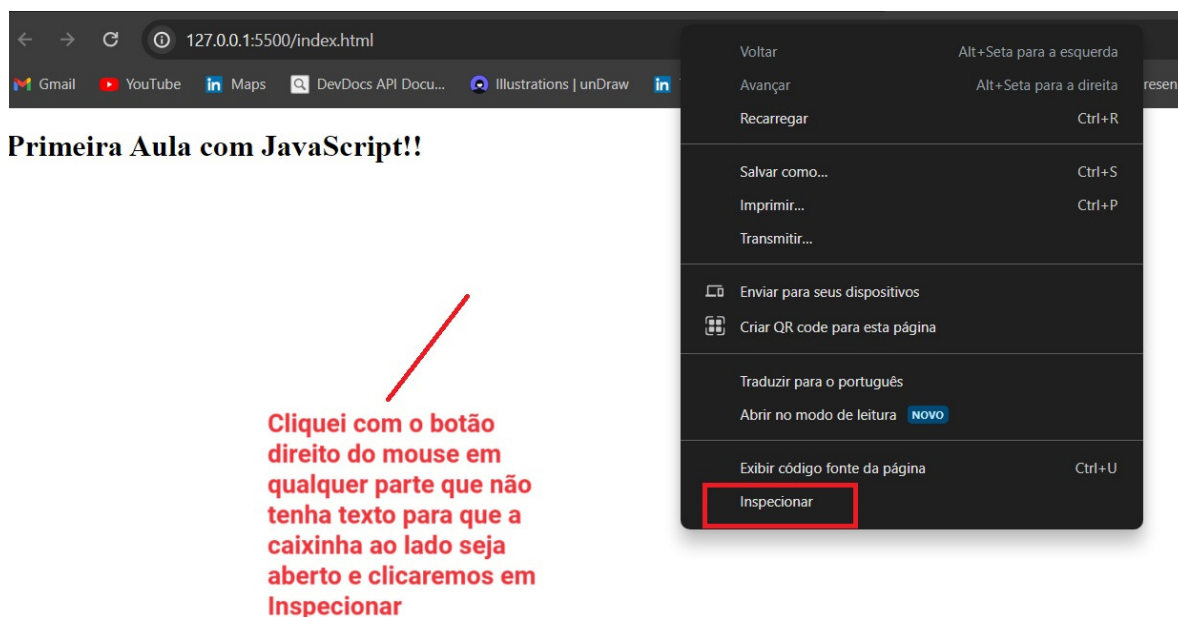 127.0.0.1:5500/index.html
Gmail YouTube Maps DevDocs API Docu... Illustrations | unDraw
Primeira Aula com JavaScript!!
Voltar Alt+Seta para a esquerda
Avançar Alt+Seta para a direita
Recarregar Ctrl+R
Salvar como... Ctrl+S
Imprimir... Ctrl+P
Transmitir...
Enviar para seus dispositivos
Criar QR code para esta página
Traduzir para o português
Abrir no modo de leitura NOVO
Exibir código fonte da página Ctrl+U
Inspecionar
Cliquei com o botão
direito do mouse em
qualquer parte que não
tenha texto para que a
caixinha ao lado seja
aberto e clicaremos em
Inspecionar